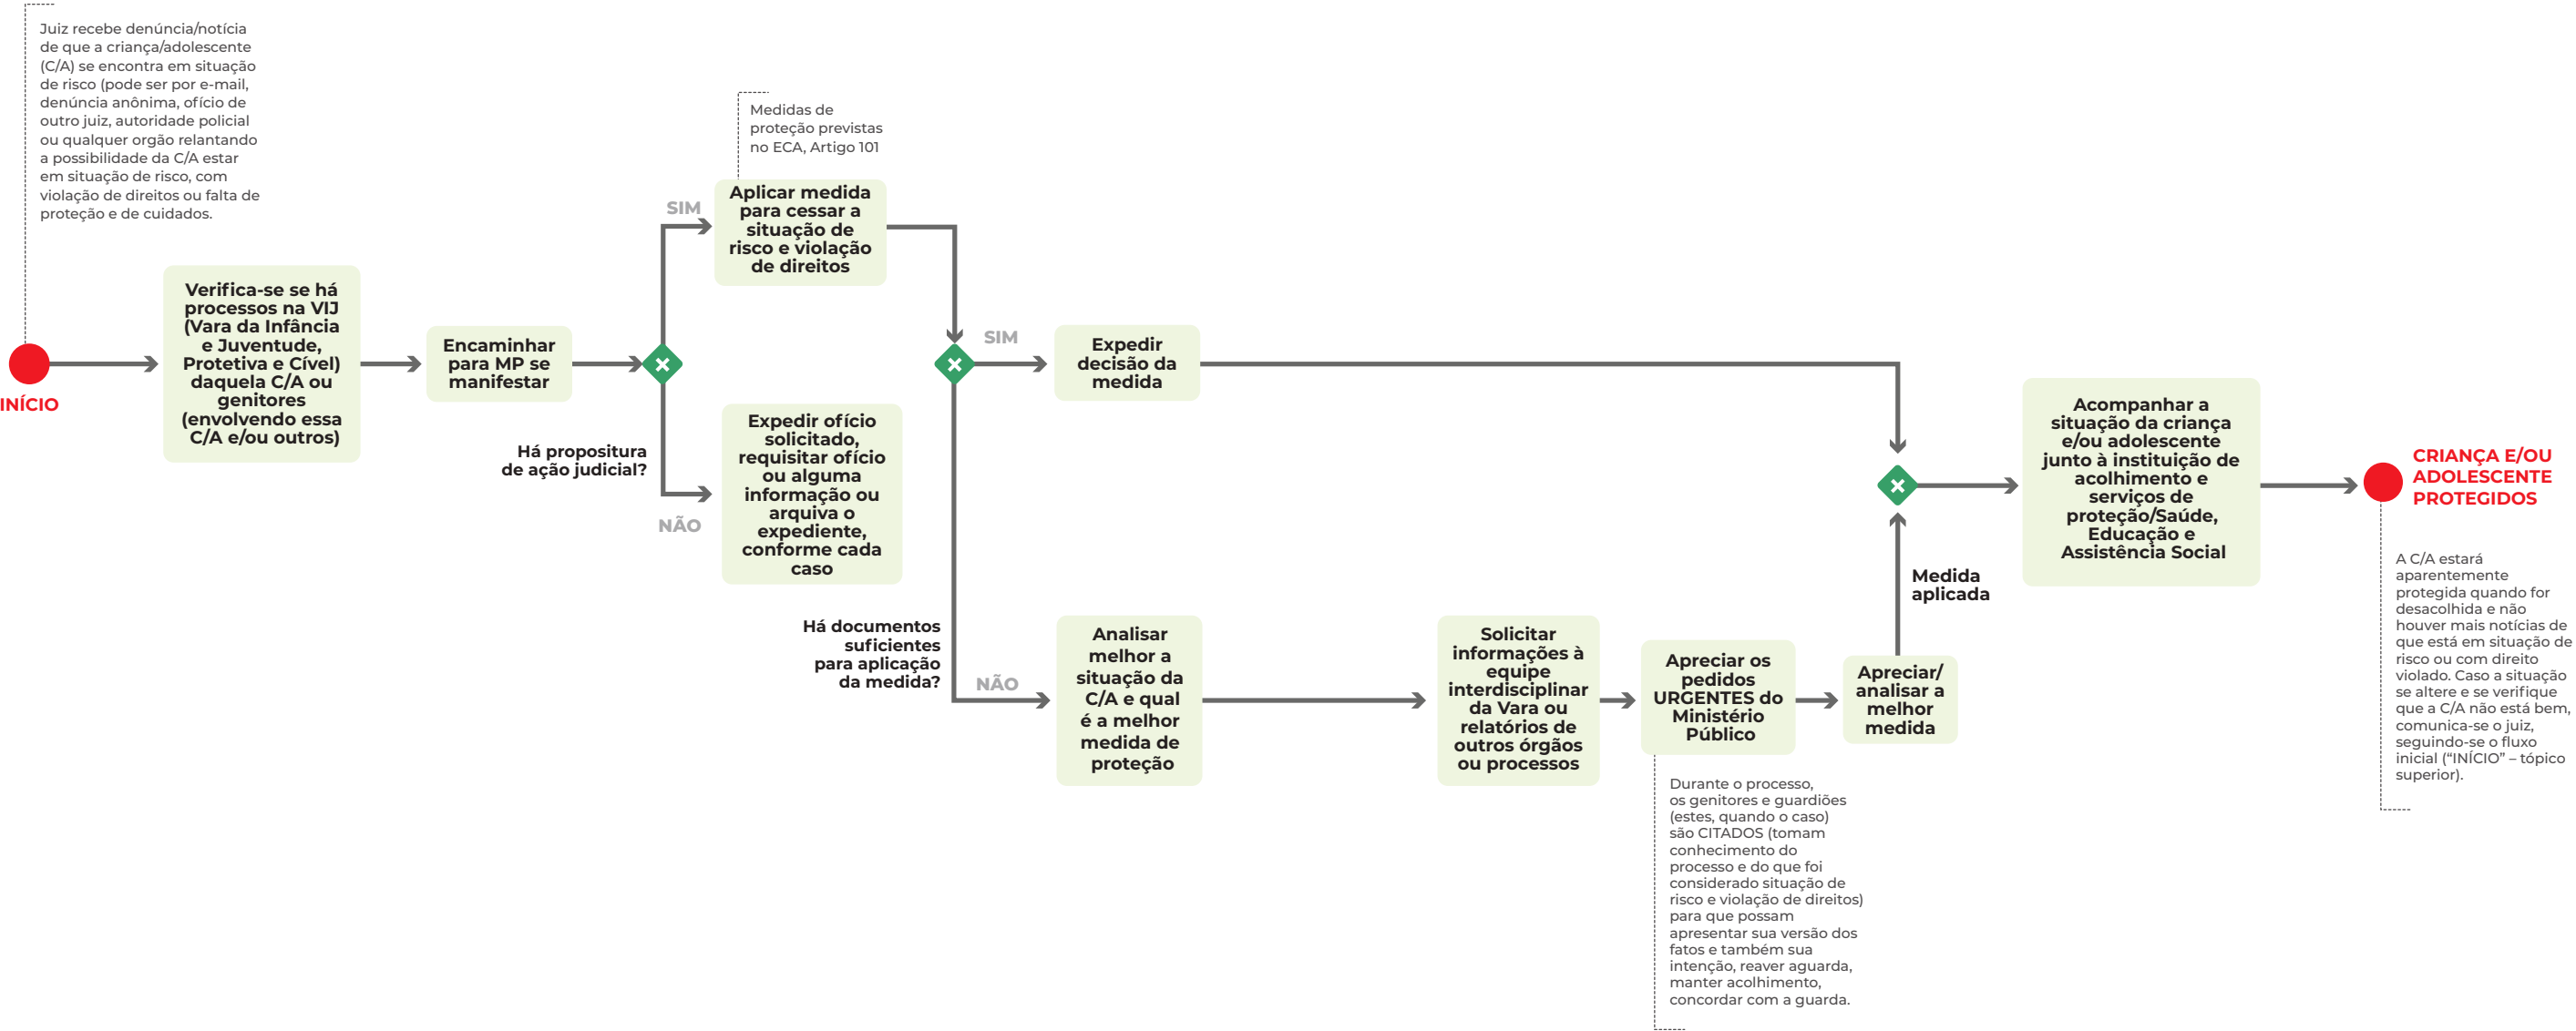 Juiz recebe denúncia/notícia
de que a criança/adolescente
(C/A) se encontra em situação
de risco (pode ser por e-mail,
denúncia anônima, ofício de
outro juiz, autoridade policial
ou qualquer orgão relantando
a possibilidade da C/A estar
em situação de risco, com
violação de direitos ou falta de
proteção e de cuidados.
INÍCIO
Verifica-se se há
processos na VIJ
(Vara da Infância
e Juventude,
Protetiva e Cível)
daquela C/A ou
genitores
(envolvendo essa
C/A e/ou outros)
Encaminhar
para MP se
manifestar
Há propositura
de ação judicial?
SIM
Medidas de
proteção previstas
no ECA, Artigo 101
Aplicar medida
para cessar a
situação de
risco e violação
de direitos
NÃO
Expedir ofício
solicitado,
requisitar ofício
ou alguma
informação ou
arquiva o
expediente,
conforme cada
caso
Há documentos
suficientes
para aplicação
da medida?
SIM
Expedir
decisão da
medida
NÃO
Analisar
melhor a
situação da
C/A e qual
é a melhor
medida de
proteção
Solicitar
informações à
equipe
interdisciplinar
da Vara ou
relatórios de
outros órgãos
ou processos
Apreciar os
pedidos
URGENTES do
Ministério
Público
Durante o processo,
os genitores e guardiões
(estes, quando o caso)
são CITADOS (tomam
conhecimento do
processo e do que foi
considerado situação de
risco e violação de direitos)
para que possam
apresentar sua versão dos
fatos e também sua
intenção, reaver aguarda,
manter acolhimento,
concordar com a guarda.
Apreciar/
analisar a
melhor
medida
Medida
aplicada
Acompanhar a
situação da criança
e/ou adolescente
junto à instituição de
acolhimento e
serviços de
proteção/Saúde,
Educação e
Assistência Social
CRIANÇA E/OU
ADOLESCENTE
PROTEGIDOS
A C/A estará
aparentemente
protegida quando for
desacolhida e não
houver mais notícias de
que está em situação de
risco ou com direito
violado. Caso a situação
se altere e se verifique
que a C/A não está bem,
comunica-se o juiz,
seguindo-se o fluxo
inicial (“INÍCIO” – tópico
superior).